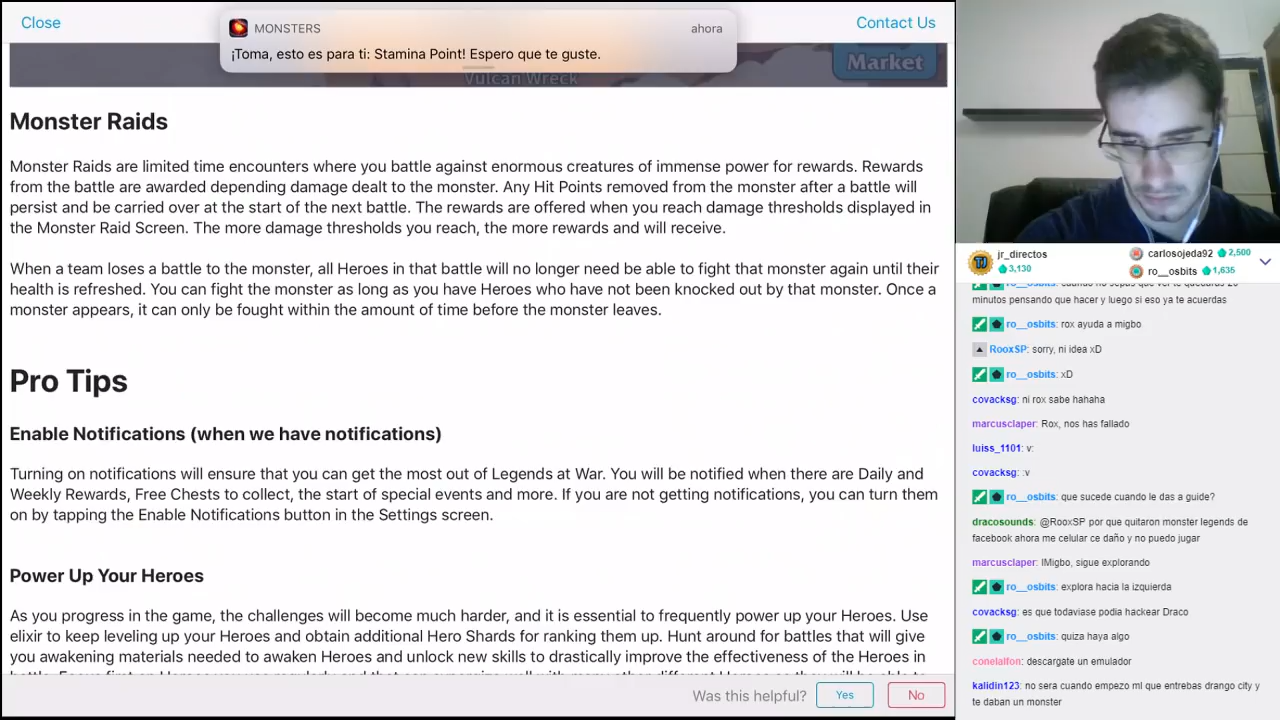 Close
MONSTERS
ahora
Contact Us
¡Toma, esto es para ti: Stamina Point! Espero que te guste.
Vulcan Wreck
Market
Monster Raids
Monster Raids are limited time encounters where you battle against enormous creatures of immense power for rewards. Rewards
from the battle are awarded depending damage dealt to the monster. Any Hit Points removed from the monster after a battle will
persist and be carried over at the start of the next battle. The rewards are offered when you reach damage thresholds displayed in
the Monster Raid Screen. The more damage thresholds you reach, the more rewards and will receive.
When a team loses a battle to the monster, all Heroes in that battle will no longer need be able to fight that monster again until their
health is refreshed. You can fight the monster as long as you have Heroes who have not been knocked out by that monster. Once a
monster appears, it can only be fought within the amount of time before the monster leaves.
Pro Tips
Enable Notifications (when we have notifications)
Turning on notifications will ensure that you can get the most out of Legends at War. You will be notified when there are Daily and
Weekly Rewards, Free Chests to collect, the start of special events and more. If you are not getting notifications, you can turn them
on by tapping the Enable Notifications button in the Settings screen.
Power Up Your Heroes
As you progress in the game, the challenges will become much harder, and it is essential to frequently power up your Heroes. Use
elixir to keep leveling up your Heroes and obtain additional Hero Shards for ranking them up. Hunt around for battles that will give
you awakening materials needed to awaken Heroes and unlock new skills to drastically improve the effectiveness of the Heroes in
Was this helpful?
Yes
No
jr_directos
3,130
carlosojeda92 2,500
ro__osbits 1,635
minutos pensando que hacer y luego si eso ya te acuerdas
ro__osbits: rox ayuda a migbo
RooxSP: sorry, ni idea xD
ro__osbits: xD
covacksg: ni rox sabe hahaha
marcusclaper: Rox, nos has fallado
luiss_1101: v:
covacksg: :v
ro__osbits: que sucede cuando le das a guide?
dracosounds: @RooxSP por que quitaron monster legends de
facebook ahora me celular ce daño y no puedo jugar
marcusclaper: lMigbo, sigue explorando
ro__osbits: explora hacia la izquierda
covacksg: es que todaviase podia hackear Draco
ro__osbits: quiza haya algo
conelalfon: descargate un emulador
kalidin123: no sera cuando empezo ml que entrebas drango city y
te daban un monster